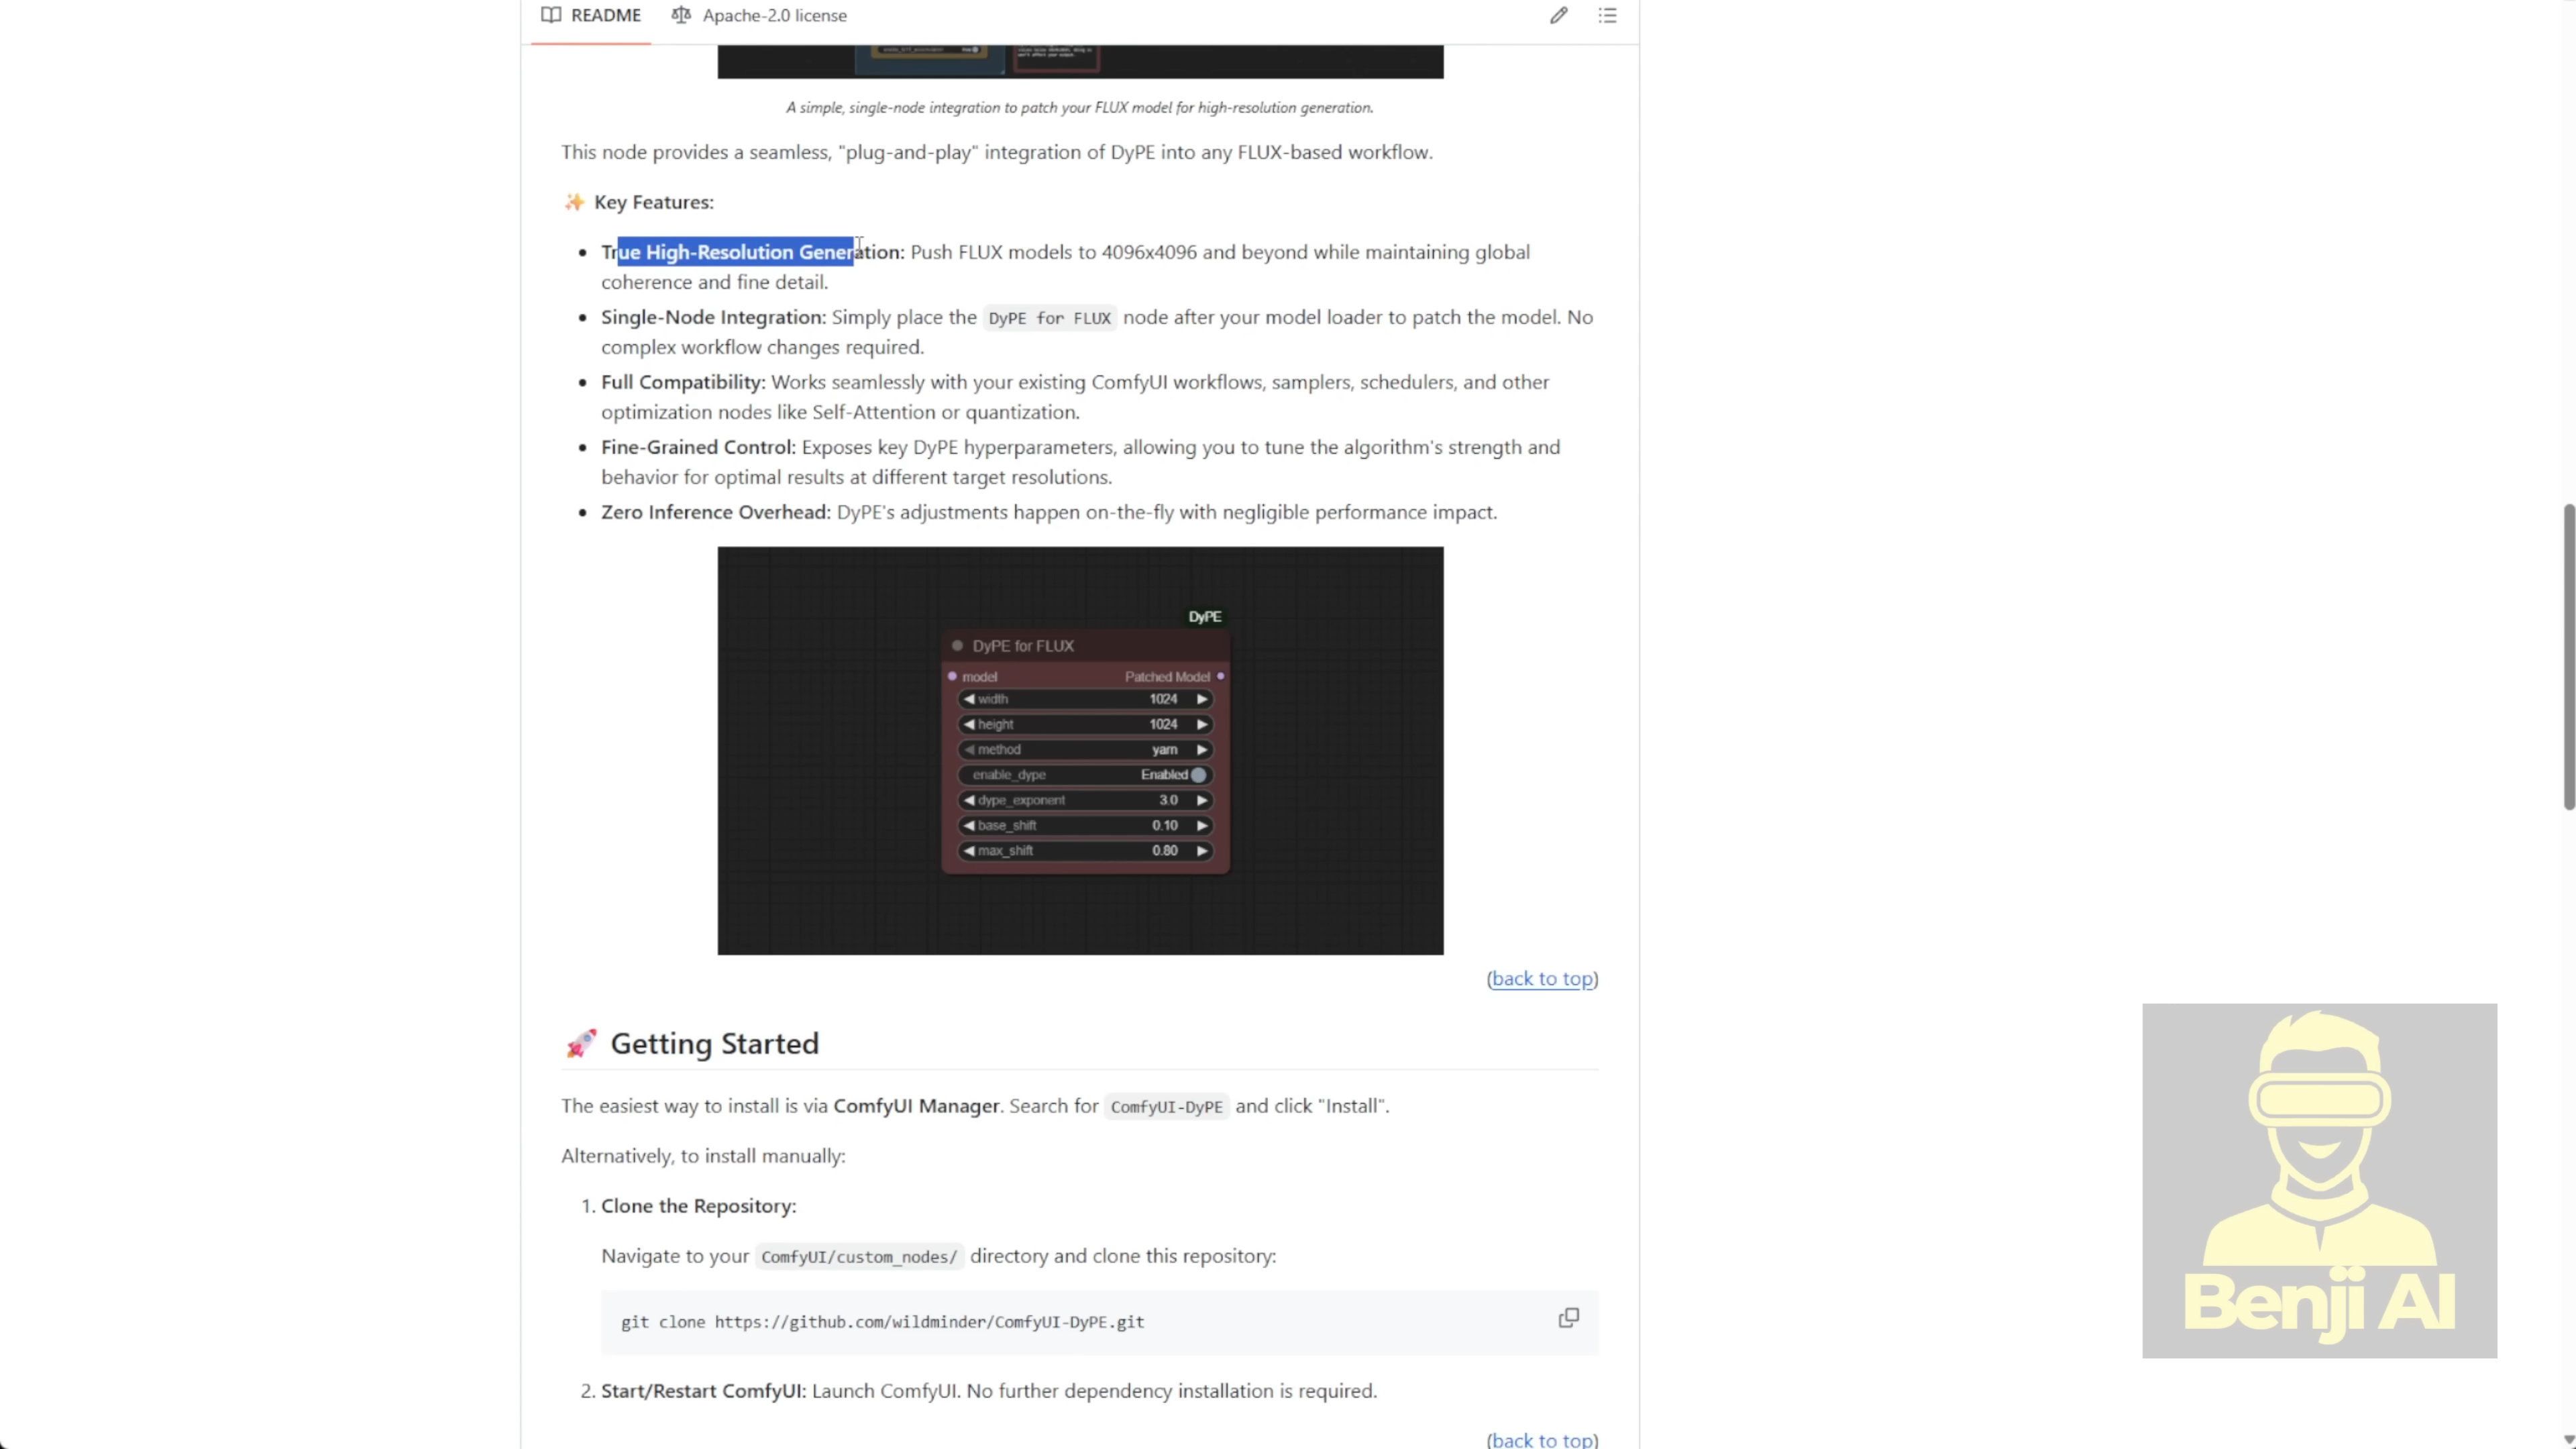 README
Apache-2.0 license
A simple, single-node integration to patch your FLUX model for high-resolution generation.
This node provides a seamless, "plug-and-play" integration of DyPE into any FLUX-based workflow.
✨ Key Features:
• True High-Resolution Generation: Push FLUX models to 4096x4096 and beyond while maintaining global
coherence and fine detail.
• Single-Node Integration: Simply place the DyPE for FLUX node after your model loader to patch the model. No
complex workflow changes required.
• Full Compatibility: Works seamlessly with your existing ComfyUI workflows, samplers, schedulers, and other
optimization nodes like Self-Attention or quantization.
• Fine-Grained Control: Exposes key DyPE hyperparameters, allowing you to tune the algorithm's strength and
behavior for optimal results at different target resolutions.
• Zero Inference Overhead: DyPE's adjustments happen on-the-fly with negligible performance impact.
DyPE
DyPE for FLUX
model Patched Model
width 1024
height 1024
method yarn
enable_dype Enabled
dype_exponent 3.0
base_shift 0.10
max_shift 0.80
(back to top)
🚀 Getting Started
The easiest way to install is via ComfyUI Manager. Search for ComfyUI-DyPE and click "Install".
Alternatively, to install manually:
1. Clone the Repository:
Navigate to your ComfyUI/custom_nodes/ directory and clone this repository:
git clone https://github.com/wildminder/ComfyUI-DyPE.git
2. Start/Restart ComfyUI: Launch ComfyUI. No further dependency installation is required.
(back to top)
Benji AI